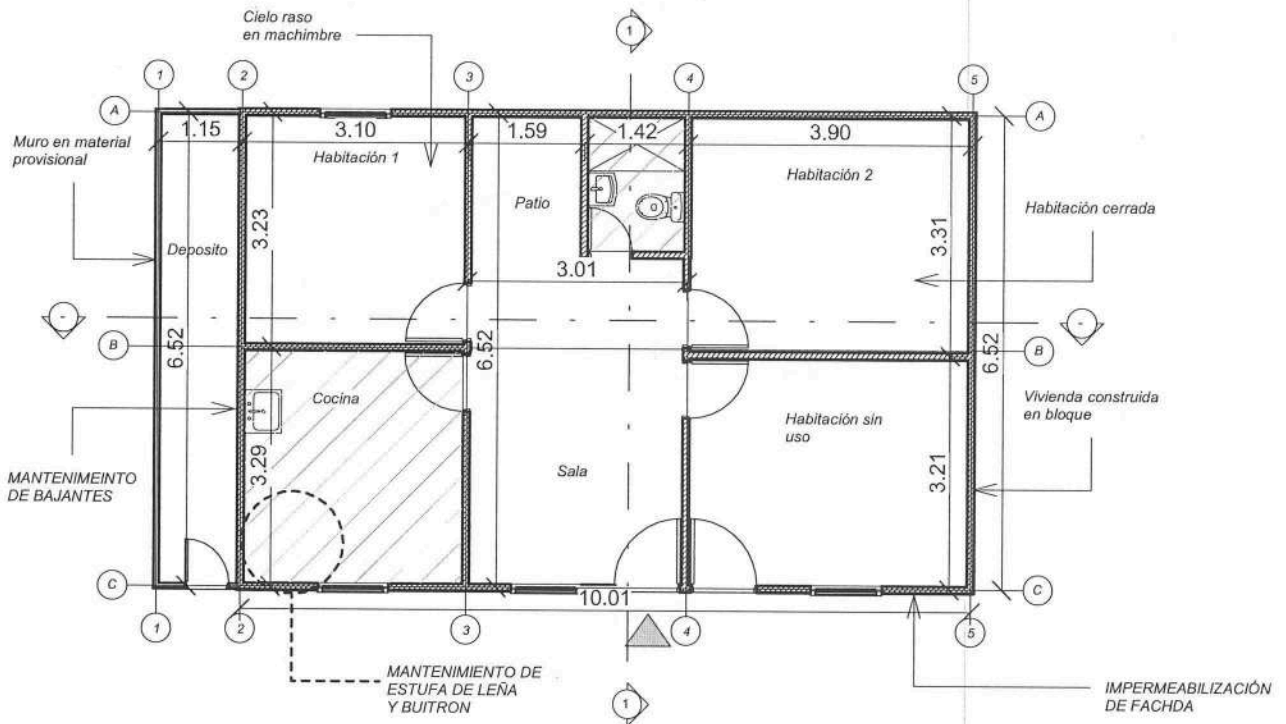 Cielo raso
en machimbre
1
1
2
3
4
5
A
A
Muro en material
provisional
1.15
3.10
1.59
1.42
3.90
Habitación 1
Habitación 2
Patio
Habitación cerrada
3.23
Deposito
3.31
3.01
-
-
B
B
6.52
6.52
6.52
Cocina
Vivienda construida
en bloque
Habitación sin
uso
MANTENIMEINTO
DE BAJANTES
3.29
Sala
3.21
C
C
10.01
1
2
3
4
5
MANTENIMIENTO DE
ESTUFA DE LEÑA
Y BUITRON
1
IMPERMEABILIZACIÓN
DE FACHDA